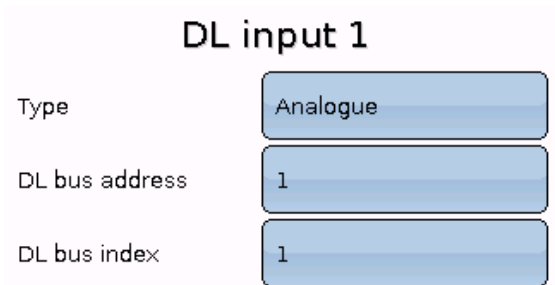 DL input 1
Type Analogue
DL bus address 1
DL bus index 1